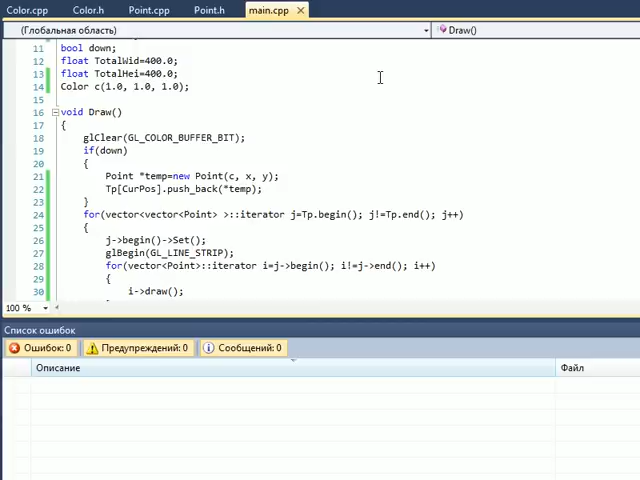 Color.cpp Color.h Point.cpp Point.h main.cpp ×
(Глобальная область) Draw()
11 bool down;
12 float TotalWid=400.0;
13 float TotalHei=400.0;
14 Color c(1.0, 1.0, 1.0);
15
16 void Draw()
17 {
18 glClear(GL_COLOR_BUFFER_BIT);
19 if(down)
20 {
21 Point *temp=new Point(c, x, y);
22 Tp[CurPos].push_back(*temp);
23 }
24 for(vector<vector<Point> >::iterator j=Tp.begin(); j!=Tp.end(); j++)
25 {
26 j->begin()->Set();
27 glBegin(GL_LINE_STRIP);
28 for(vector<Point>::iterator i=j->begin(); i!=j->end(); i++)
29 {
30 i->draw();
100 %
Список ошибок
Ошибок: 0 Предупреждений: 0 Сообщений: 0
Описание Файл